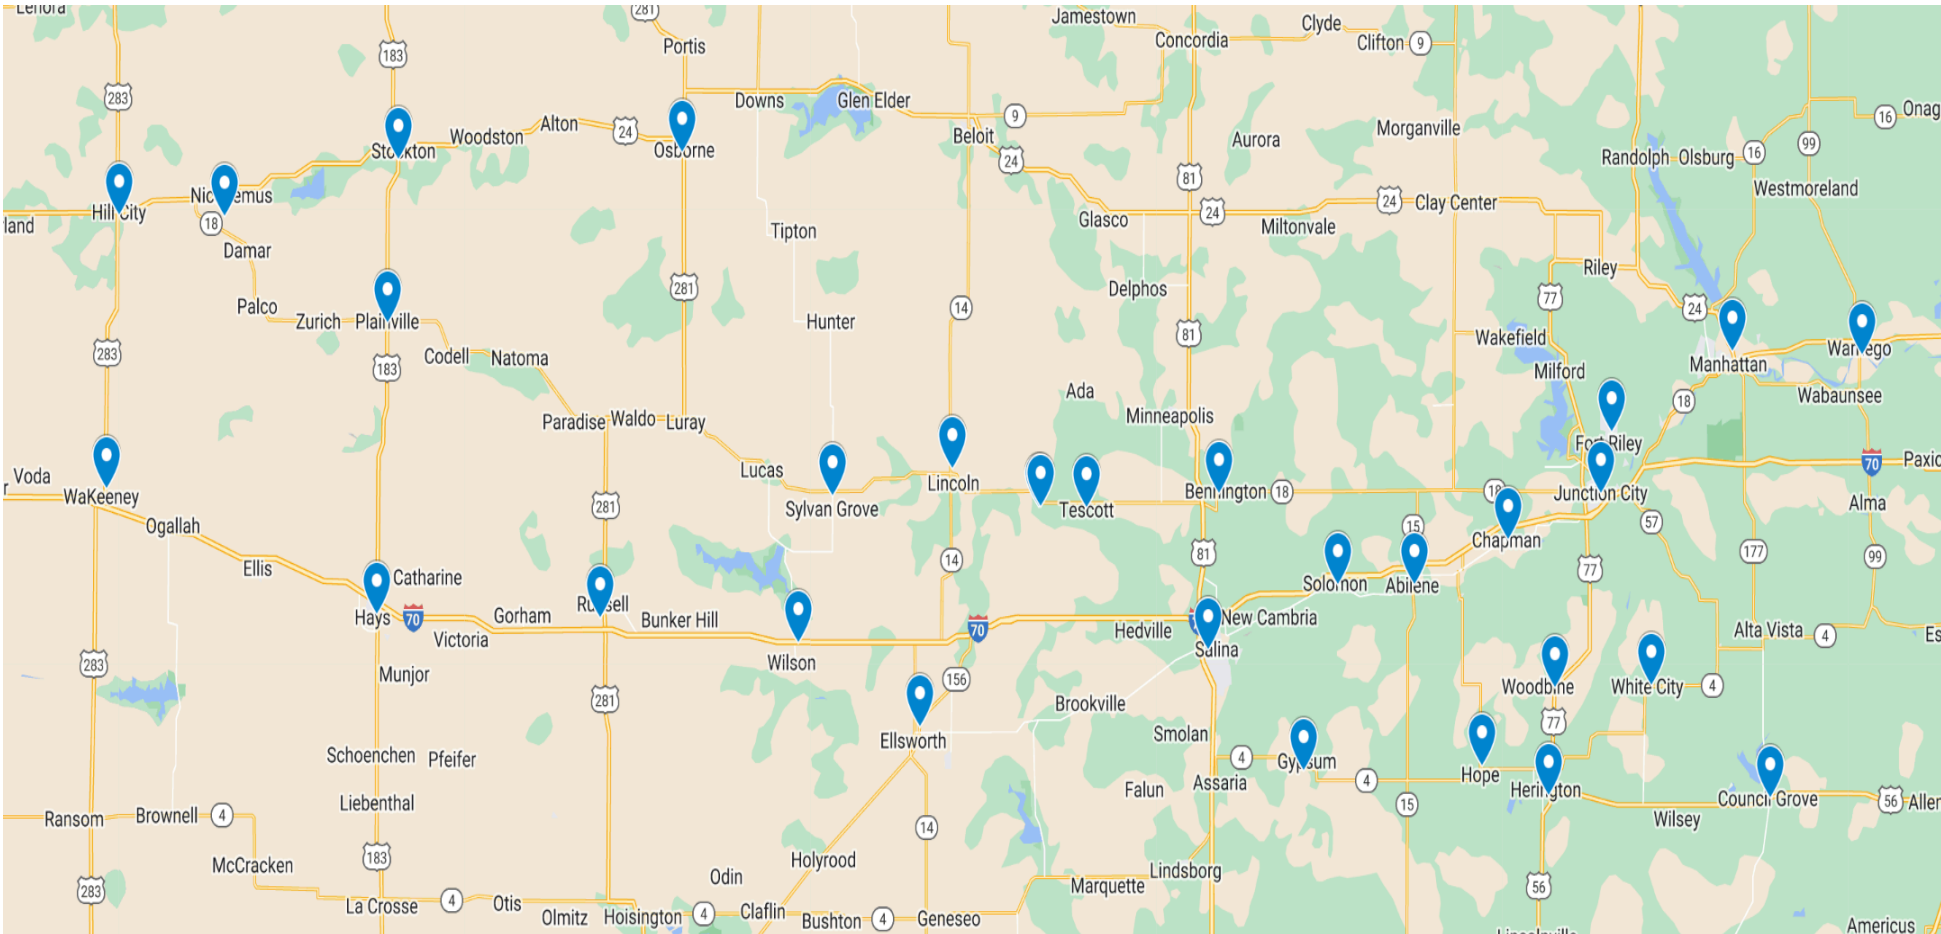 Lenora
281
Jamestown
Clyde
Portis
Concordia
Clifton
9
183
283
Downs
Glen Elder
9
16
Onag
Stockton
Woodston
Alton
24
Osborne
Beloit
24
Aurora
Morganville
Randolph
Olsburg
16
99
81
Westmoreland
Hill City
Nicodemus
18
rland
Damar
Tipton
Glasco
24
Miltonvale
24
Clay Center
Riley
Delphos
281
77
Palco
Zurich
Plainville
Hunter
14
24
81
Wakefield
283
183
Codell
Natoma
Milford
Manhattan
Wamego
Ada
18
Wabaunsee
Paradise
Waldo
Luray
Minneapolis
Fort Riley
Voda
r
WaKeeney
Lucas
Sylvan Grove
Lincoln
Tescott
Bennington
18
18
Junction City
70
Paxic
Alma
281
Ogallah
15
Chapman
57
Ellis
Catharine
14
81
Solomon
Abilene
77
177
99
Hays
70
Russell
Victoria
Gorham
Bunker Hill
Wilson
70
Hedville
New Cambria
Salina
Alta Vista
4
Es
283
Munjor
281
156
Woodbine
White City
4
Brookville
77
Ellsworth
Smolan
Schoenchen
Pfeifer
4
Gypsum
4
Hope
Herington
Council Grove
Assaria
Falun
15
Liebenthal
Wilsey
56
Aller
Ransom
Brownell
4
14
McCracken
183
Holyrood
Odin
Lindsborg
Marquette
283
La Crosse
4
Otis
Olmitz
Hoisington
4
Claflin
Bushton
4
Geneseo
56
Americus